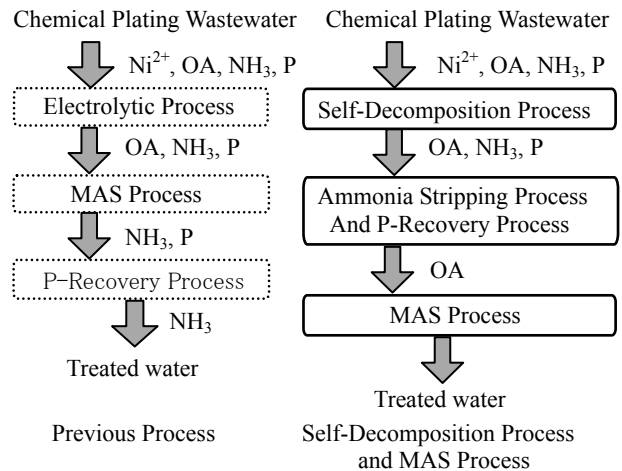 Chemical Plating Wastewater
Ni²⁺, OA, NH₃, P
Electrolytic Process
OA, NH₃, P
MAS Process
NH₃, P
P-Recovery Process
NH₃
Treated water
Previous Process
Chemical Plating Wastewater
Ni²⁺, OA, NH₃, P
Self-Decomposition Process
OA, NH₃, P
Ammonia Stripping Process
And P-Recovery Process
OA
MAS Process
Treated water
Self-Decomposition Process
and MAS Process